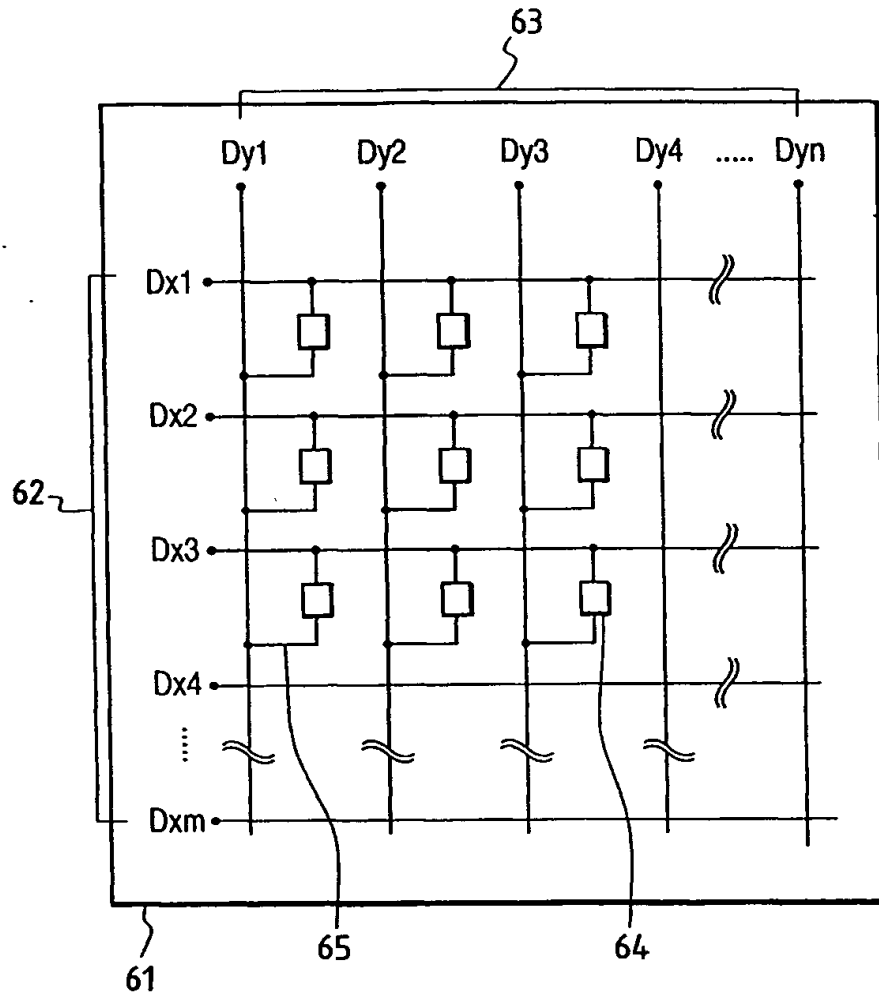 63
Dy1 Dy2 Dy3 Dy4 ..... Dyn
Dx1
Dx2
62
Dx3
Dx4
......
Dxm
65 64
61